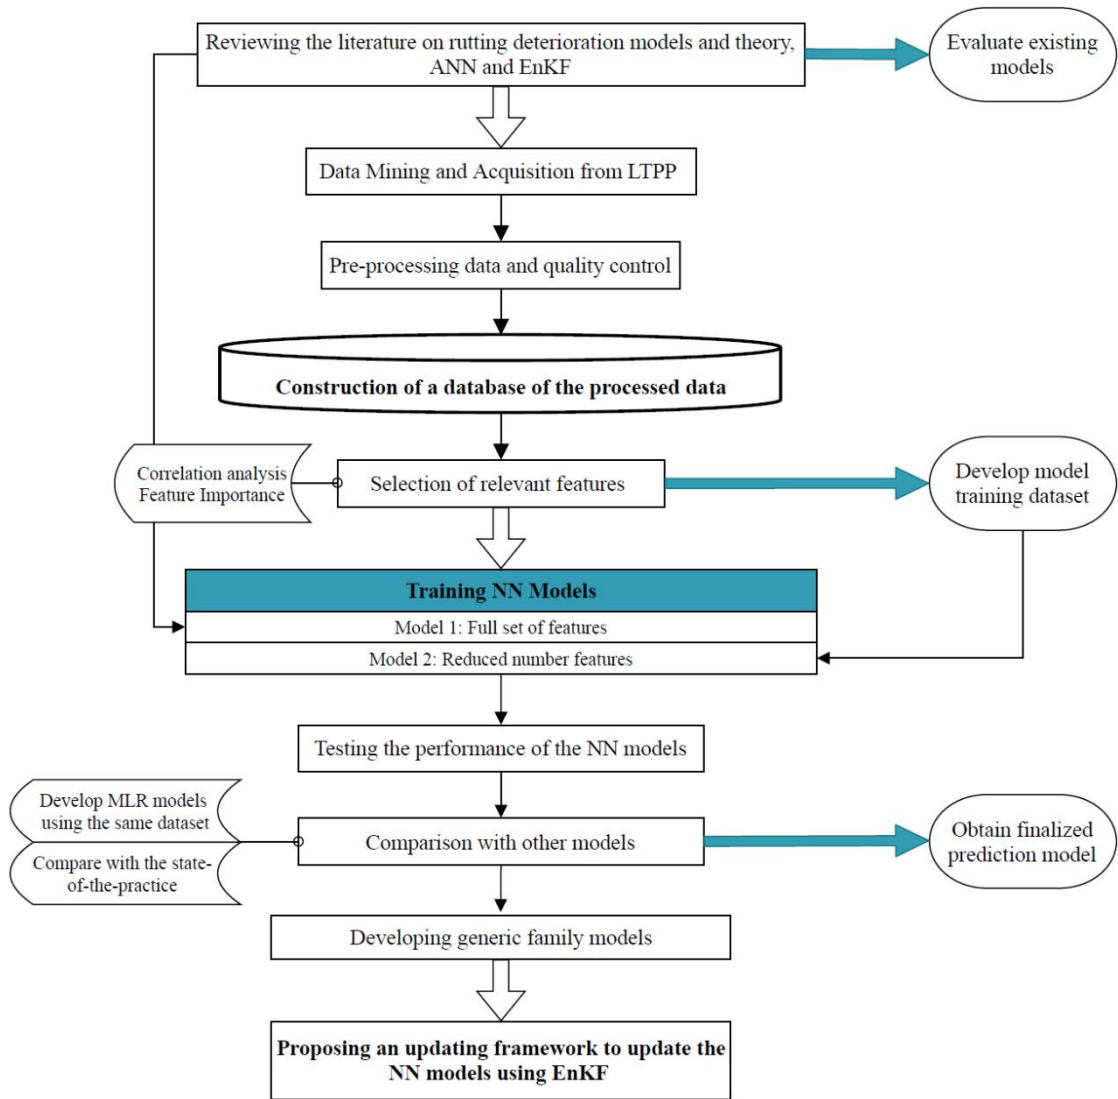 Reviewing the literature on rutting deterioration models and theory,
ANN and EnKF
Evaluate existing
models
Data Mining and Acquisition from LTPP
Pre-processing data and quality control
Construction of a database of the processed data
Correlation analysis
Feature Importance
Selection of relevant features
Develop model
training dataset
Training NN Models
Model 1: Full set of features
Model 2: Reduced number features
Testing the performance of the NN models
Develop MLR models
using the same dataset
Compare with the state-
of-the-practice
Comparison with other models
Obtain finalized
prediction model
Developing generic family models
Proposing an updating framework to update the
NN models using EnKF